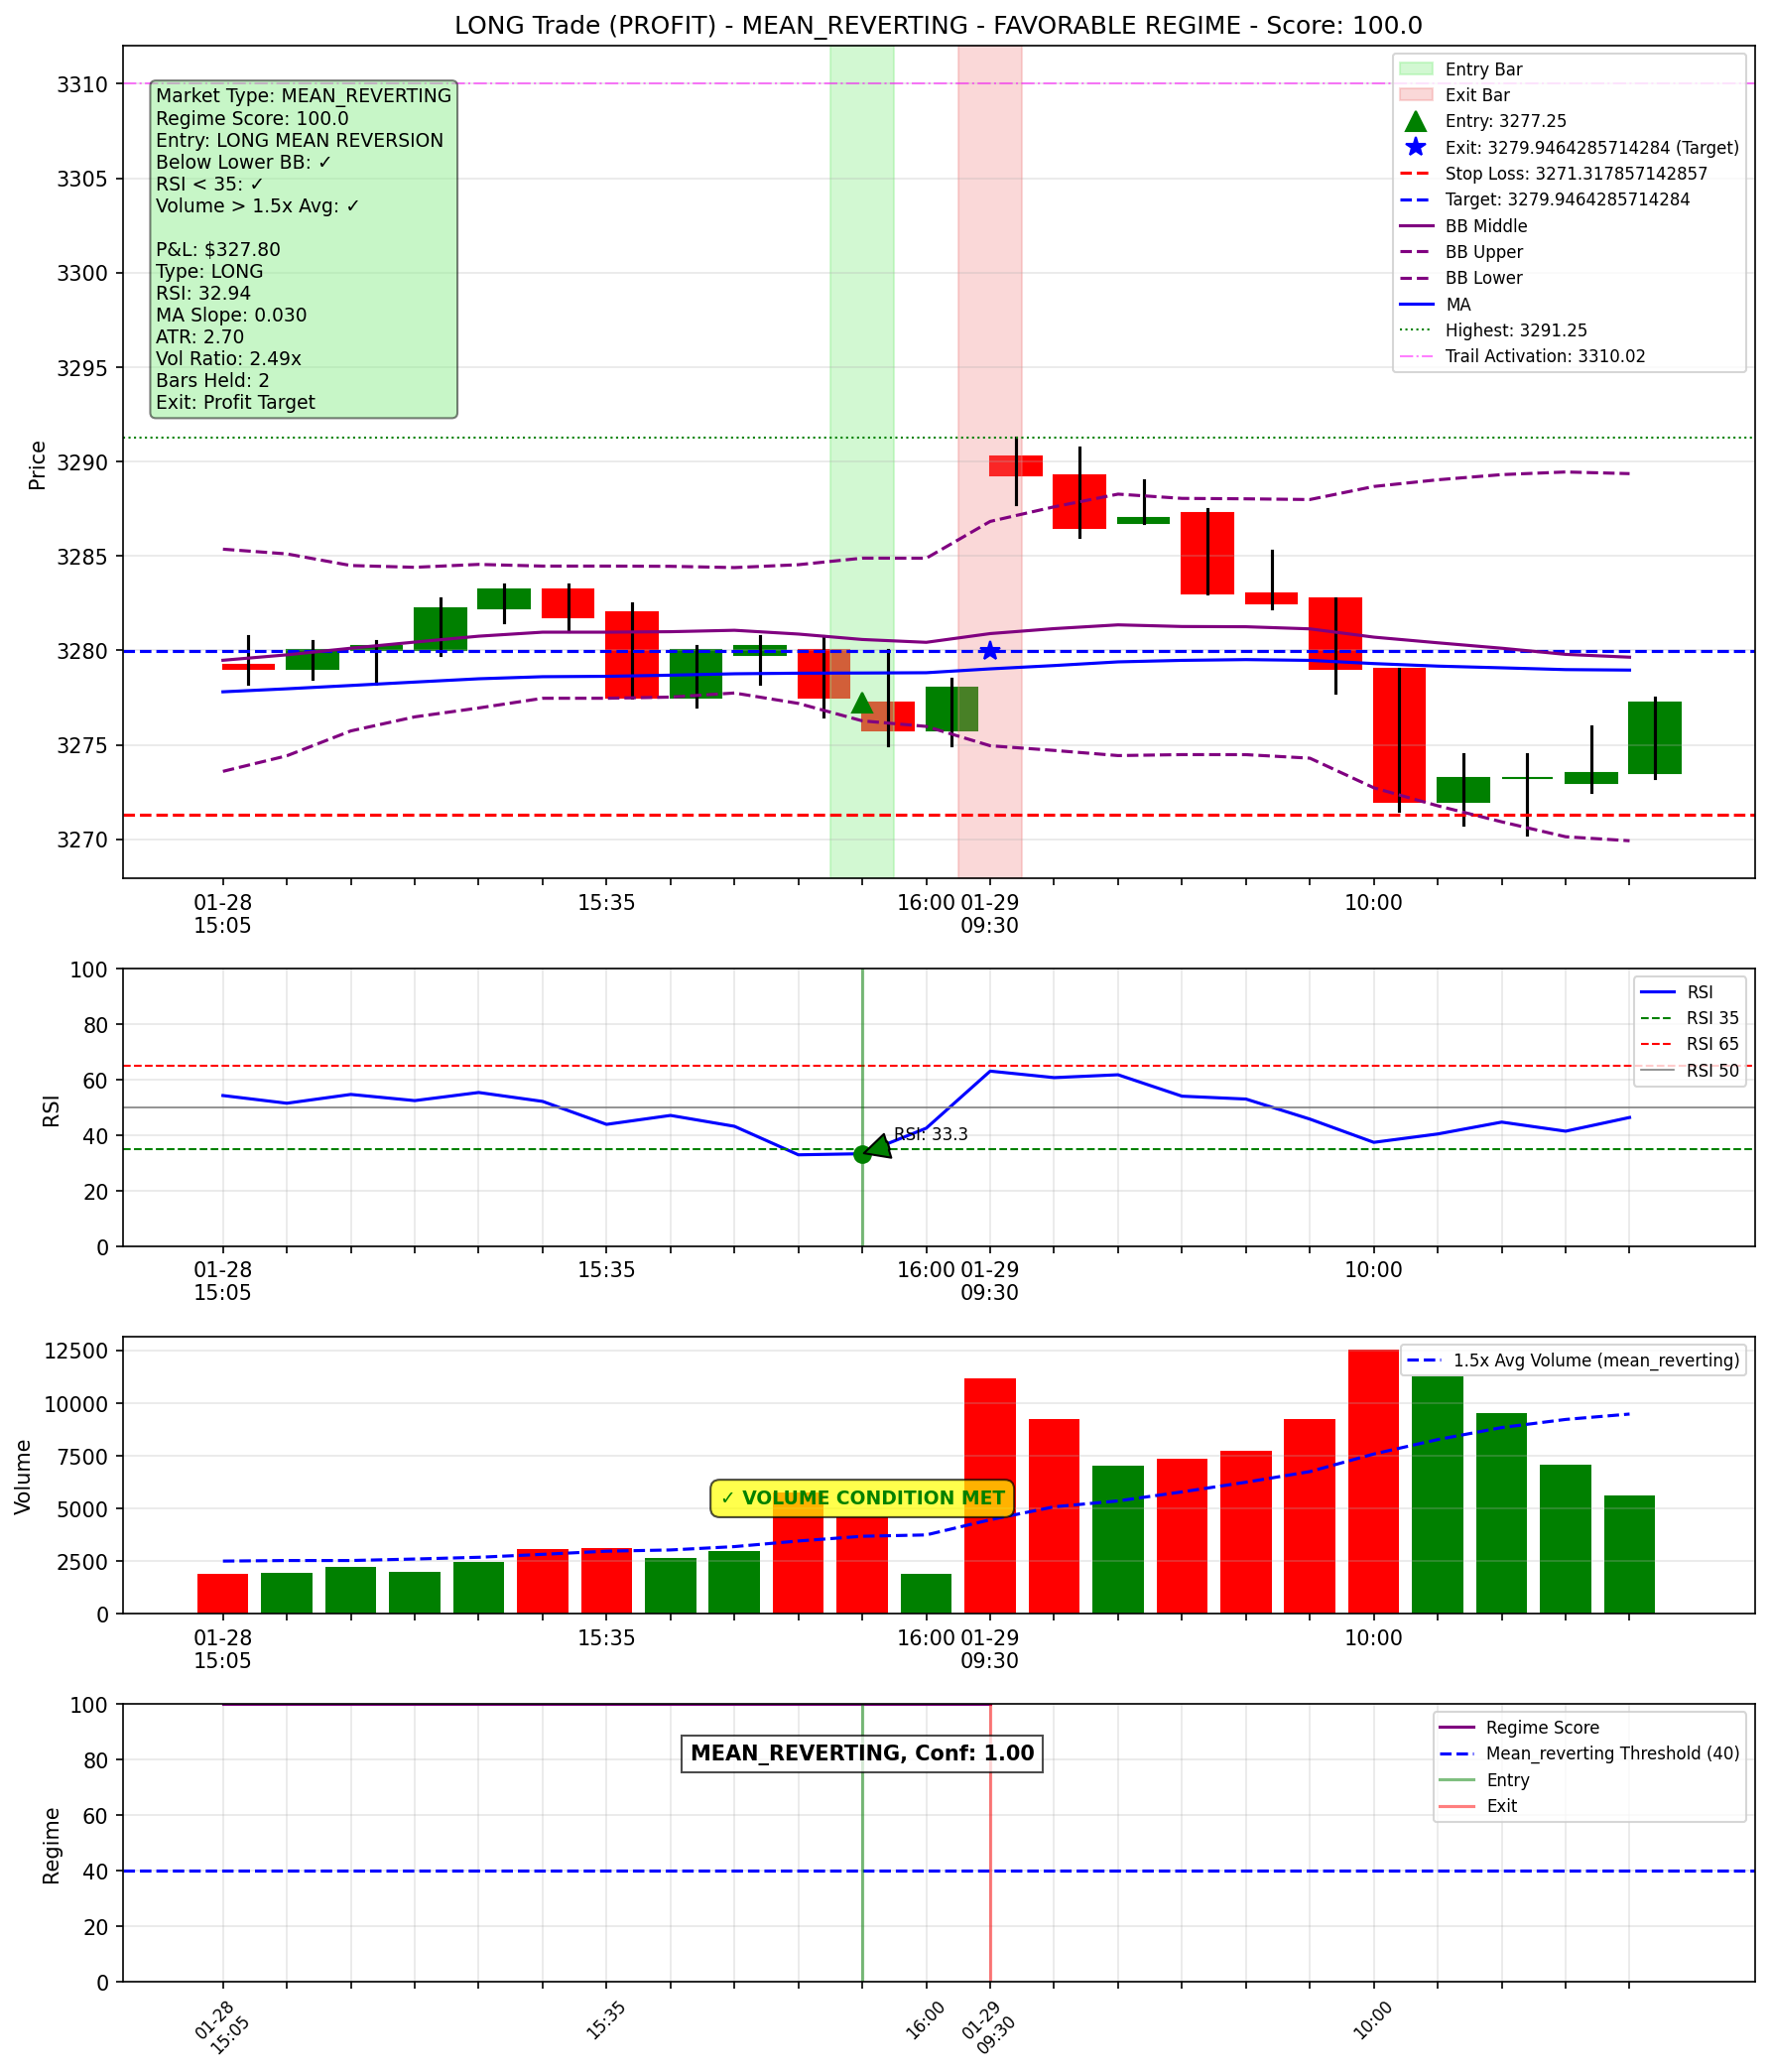 LONG Trade (PROFIT) - MEAN_REVERTING - FAVORABLE REGIME - Score: 100.0
Price
3310
3305
3300
3295
3290
3285
3280
3275
3270
Market Type: MEAN_REVERTING
Regime Score: 100.0
Entry: LONG MEAN REVERSION
Below Lower BB: ✓
RSI < 35: ✓
Volume > 1.5x Avg: ✓
P&L: $327.80
Type: LONG
RSI: 32.94
MA Slope: 0.030
ATR: 2.70
Vol Ratio: 2.49x
Bars Held: 2
Exit: Profit Target
Entry Bar
Exit Bar
Entry: 3277.25
Exit: 3279.9464285714284 (Target)
Stop Loss: 3271.317857142857
Target: 3279.9464285714284
BB Middle
BB Upper
BB Lower
MA
Highest: 3291.25
Trail Activation: 3310.02
01-28
15:05
15:35
16:00
01-29
09:30
10:00
RSI
100
80
60
40
20
0
RSI: 33.3
RSI
RSI 35
RSI 65
RSI 50
01-28
15:05
15:35
16:00
01-29
09:30
10:00
Volume
12500
10000
7500
5000
2500
0
✓ VOLUME CONDITION MET
1.5x Avg Volume (mean_reverting)
01-28
15:05
15:35
16:00
01-29
09:30
10:00
Regime
100
80
60
40
20
0
MEAN_REVERTING, Conf: 1.00
Regime Score
Mean_reverting Threshold (40)
Entry
Exit
01-28
15:05
15:35
16:00
01-29
09:30
10:00